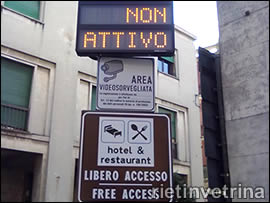 NON
ATTIVO
AREA
VIDEOSORVEGLIATA
hotel &
restaurant
LIBERO ACCESSO
FREE ACCESS
rietinvetrina